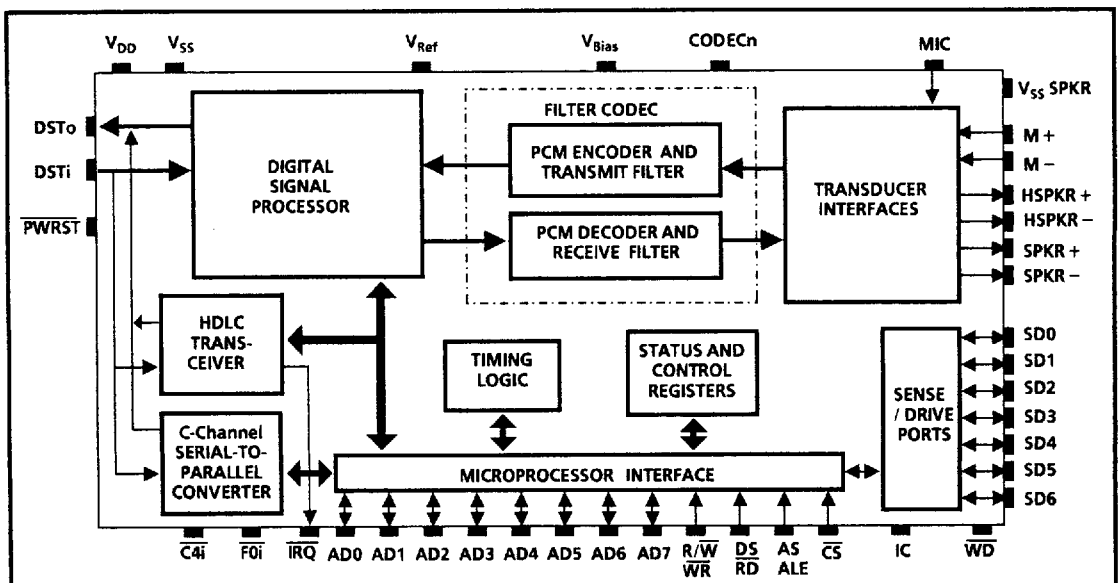 VDD VSS VRef VBias CODECn MIC
VSS SPKR
DSTo
DSTi
PWRST
DIGITAL
SIGNAL
PROCESSOR
FILTER CODEC
PCM ENCODER AND
TRANSMIT FILTER
PCM DECODER AND
RECEIVE FILTER
TRANSDUCER
INTERFACES
M +
M −
HSPKR +
HSPKR −
SPKR +
SPKR −
HDLC
TRANS-
CEIVER
TIMING
LOGIC
STATUS AND
CONTROL
REGISTERS
SENSE
/ DRIVE
PORTS
SD0
SD1
SD2
SD3
SD4
SD5
SD6
C-Channel
SERIAL-TO-
PARALLEL
CONVERTER
MICROPROCESSOR INTERFACE
C4i F0i IRQ AD0 AD1 AD2 AD3 AD4 AD5 AD6 AD7 R/W DS AS CS IC WD
WR RD ALE